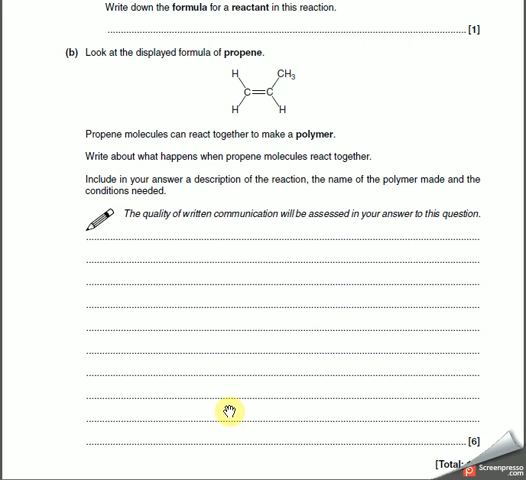 Write down the formula for a reactant in this reaction.
[1]
(b) Look at the displayed formula of propene.
H CH3
C=C
H H
Propene molecules can react together to make a polymer.
Write about what happens when propene molecules react together.
Include in your answer a description of the reaction, the name of the polymer made and the
conditions needed.
The quality of written communication will be assessed in your answer to this question.
[6]
[Total:
Screenpresso
.com